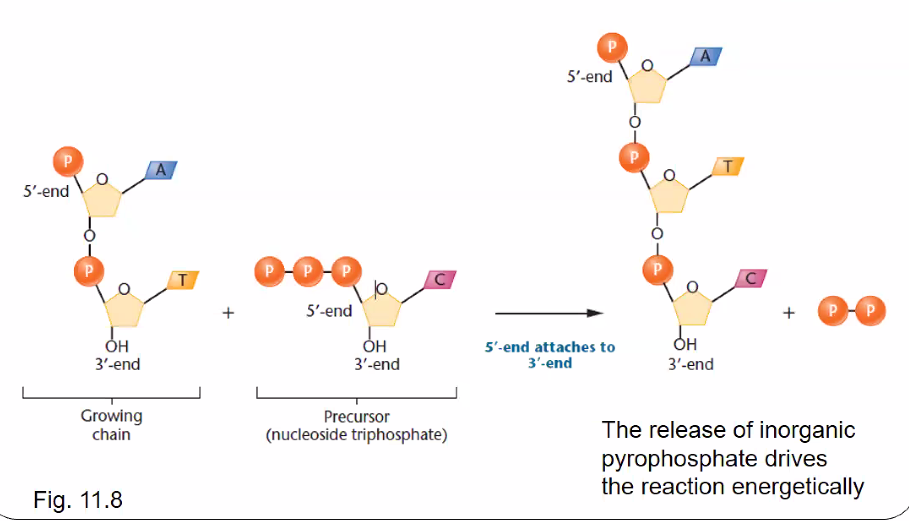 P
A
O
5′-end
O
P
T
O
5′-end
O
P
A
O
P
T
O
OH
3′-end
Growing
chain
+
P P P
C
O
5′-end
OH
3′-end
Precursor
(nucleoside triphosphate)
5′-end attaches to
3′-end
O
P
C
O
OH
3′-end
+
P P
The release of inorganic
pyrophosphate drives
the reaction energetically
Fig. 11.8